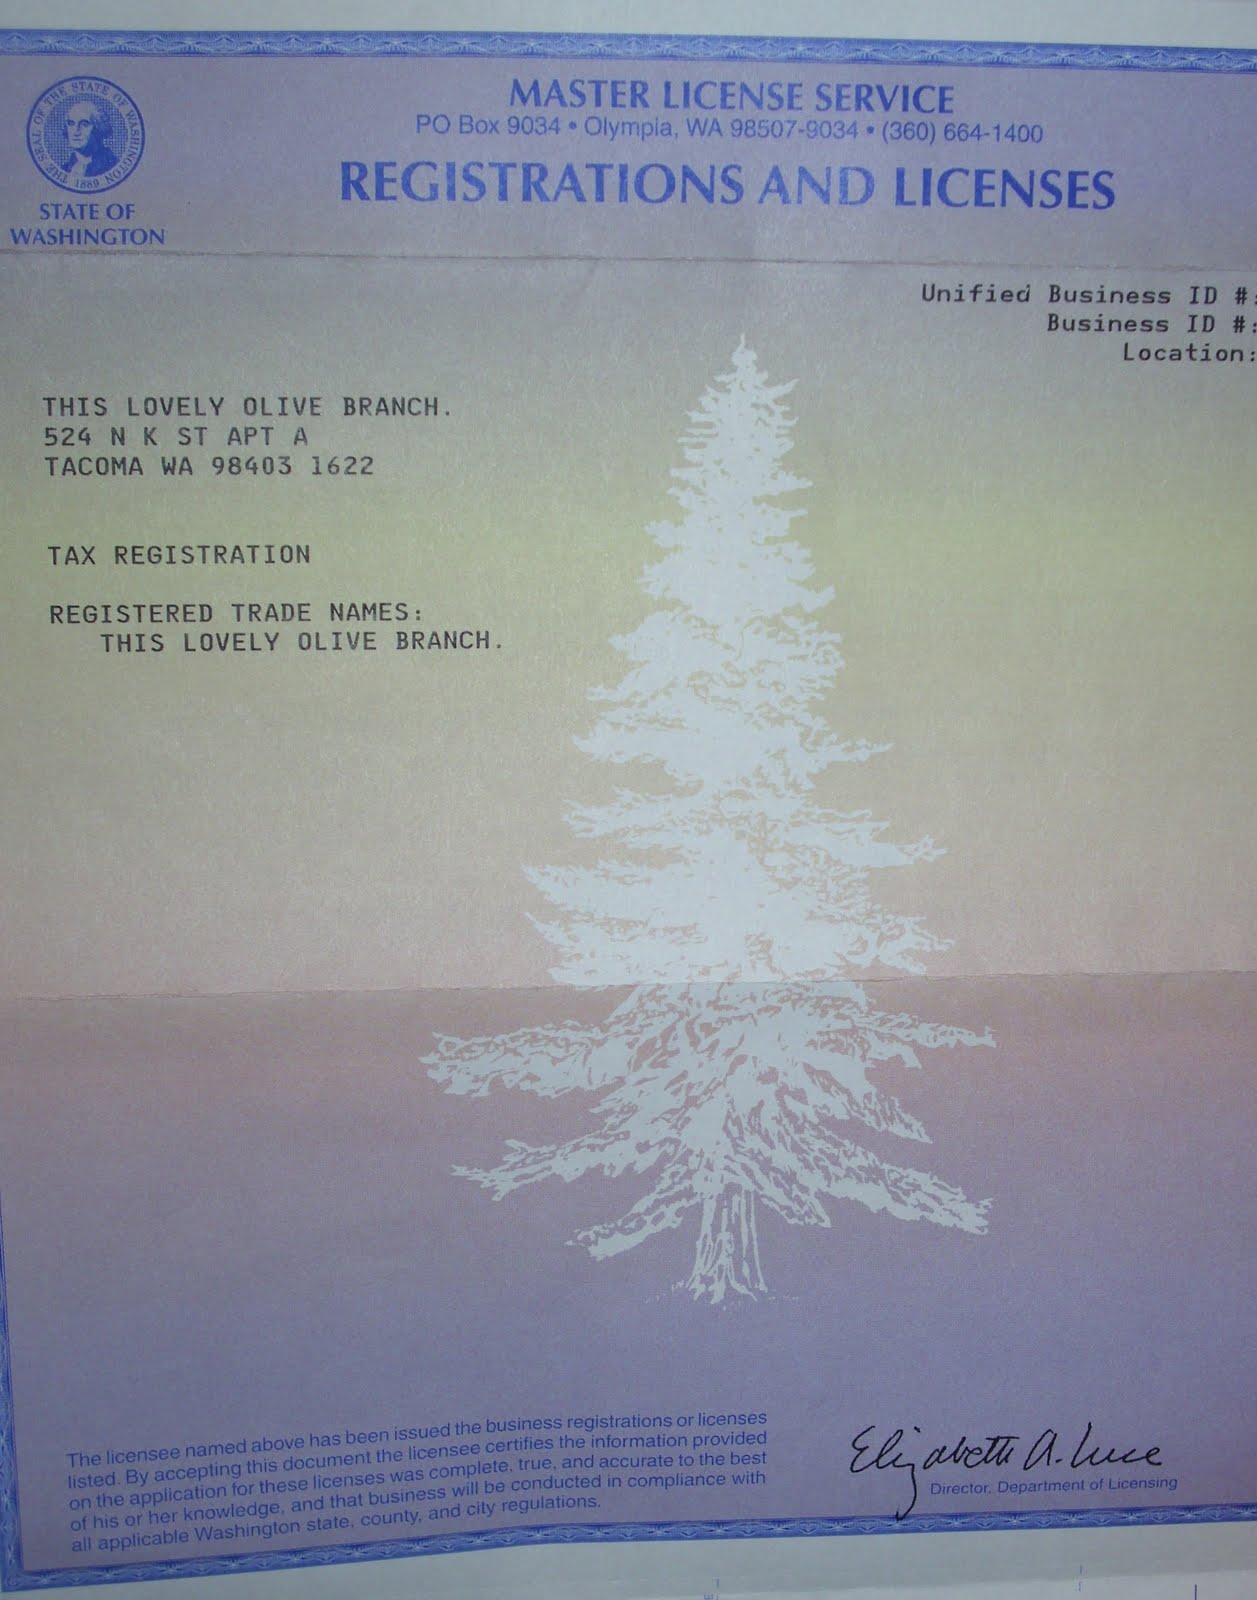 THE SEAL OF THE STATE OF WASHINGTON
1889
STATE OF
WASHINGTON
MASTER LICENSE SERVICE
PO Box 9034 • Olympia, WA 98507-9034 • (360) 664-1400
REGISTRATIONS AND LICENSES
Unified Business ID #:
Business ID #:
Location:
THIS LOVELY OLIVE BRANCH.
524 N K ST APT A
TACOMA WA 98403 1622
TAX REGISTRATION
REGISTERED TRADE NAMES:
THIS LOVELY OLIVE BRANCH.
The licensee named above has been issued the business registrations or licenses
listed. By accepting this document the licensee certifies the information provided
on the application for these licenses was complete, true, and accurate to the best
of his or her knowledge, and that business will be conducted in compliance with
all applicable Washington state, county, and city regulations.
Elizabeth A. Luce
Director, Department of Licensing